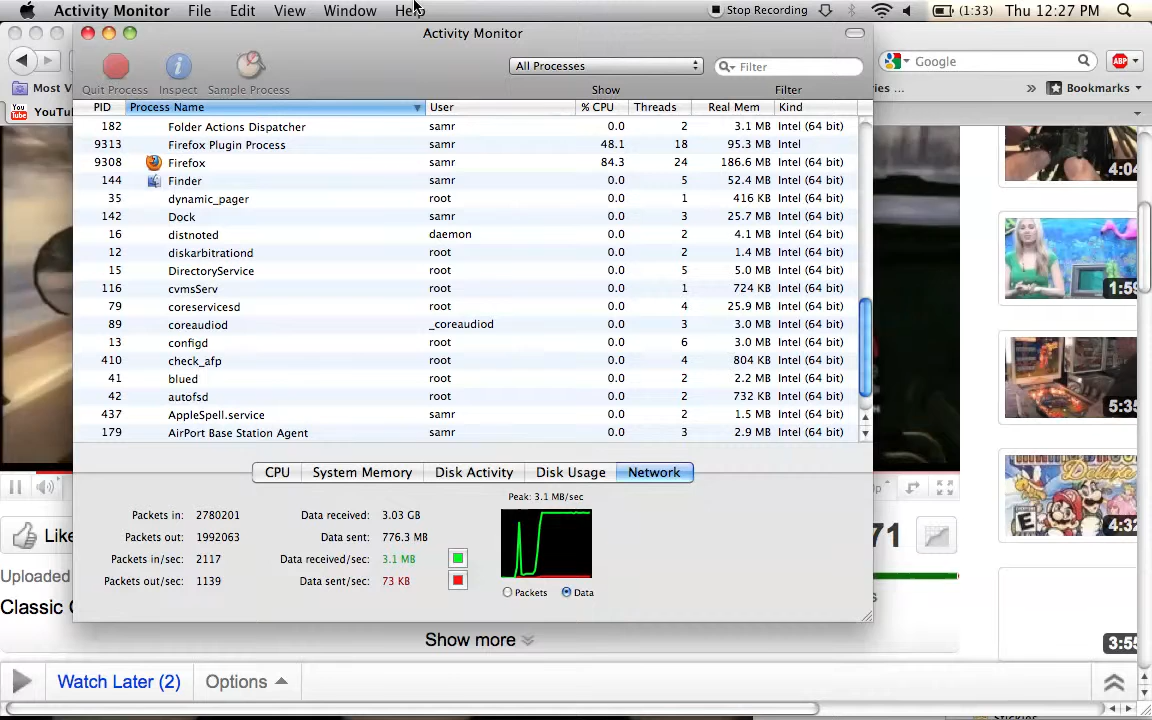 Activity Monitor File Edit View Window Help Stop Recording (1:33) Thu 12:27 PM
Activity Monitor
Quit Process Inspect Sample Process All Processes Show Filter Filter
Google ABP
Most V ies ... » Bookmarks
You Tube YouTu
PID Process Name User % CPU Threads Real Mem Kind
182 Folder Actions Dispatcher samr 0.0 2 3.1 MB Intel (64 bit)
9313 Firefox Plugin Process samr 48.1 18 95.3 MB Intel
9308 Firefox samr 84.3 24 186.6 MB Intel (64 bit)
144 Finder samr 0.0 5 52.4 MB Intel (64 bit)
35 dynamic_pager root 0.0 1 416 KB Intel (64 bit)
142 Dock samr 0.0 3 25.7 MB Intel (64 bit)
16 distnoted daemon 0.0 2 4.1 MB Intel (64 bit)
12 diskarbitrationd root 0.0 2 1.4 MB Intel (64 bit)
15 DirectoryService root 0.0 5 5.0 MB Intel (64 bit)
116 cvmsServ root 0.0 1 724 KB Intel (64 bit)
79 coreservicesd root 0.0 4 25.9 MB Intel (64 bit)
89 coreaudiod _coreaudiod 0.0 3 3.0 MB Intel (64 bit)
13 configd root 0.0 6 3.0 MB Intel (64 bit)
410 check_afp root 0.0 4 804 KB Intel (64 bit)
41 blued root 0.0 2 2.2 MB Intel (64 bit)
42 autofsd root 0.0 2 732 KB Intel (64 bit)
437 AppleSpell.service samr 0.0 2 1.5 MB Intel (64 bit)
179 AirPort Base Station Agent samr 0.0 3 2.9 MB Intel (64 bit)
CPU System Memory Disk Activity Disk Usage Network
Peak: 3.1 MB/sec
Packets in: 2780201 Data received: 3.03 GB
Packets out: 1992063 Data sent: 776.3 MB
Packets in/sec: 2117 Data received/sec: 3.1 MB
Packets out/sec: 1139 Data sent/sec: 73 KB
Packets Data
4:04
1:59
5:35
4:32
3:55
Like
71
Uploaded
s
Classic
Show more
Watch Later (2) Options